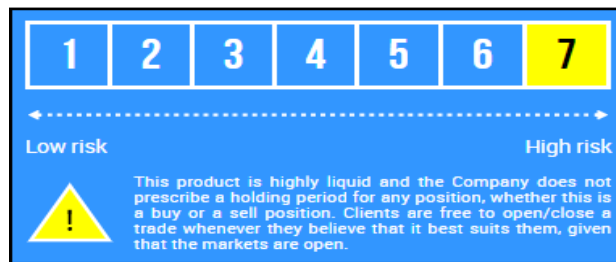 1 2 3 4 5 6 7
Low risk High risk
This product is highly liquid and the Company does not
prescribe a holding period for any position, whether this is
a buy or a sell position. Clients are free to open/close a
trade whenever they believe that it best suits them, given
that the markets are open.
!